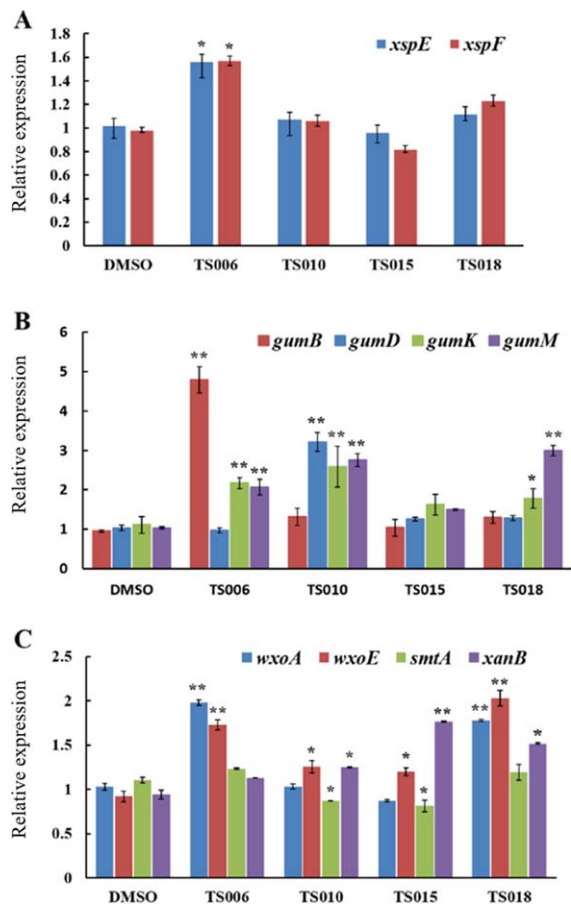 A
xspE xspF
Relative expression
1.8
1.6
1.4
1.2
1
0.8
0.6
0.4
0.2
0
* *
DMSO TS006 TS010 TS015 TS018
B
gumB gumD gumK gumM
Relative expression
6
5
4
3
2
1
0
** ** ** ** ** ** * **
DMSO TS006 TS010 TS015 TS018
C
wxoA wxoE smtA xanB
Relative expression
2.5
2
1.5
1
0.5
0
** ** * * * * * ** ** ** *
DMSO TS006 TS010 TS015 TS018